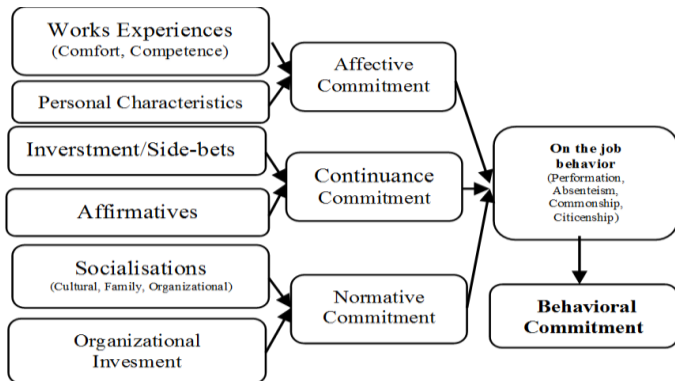 Works Experiences
(Comfort, Competence)
Personal Characteristics
Inverstment/Side-bets
Affirmatives
Socialisations
(Cultural, Family, Organizational)
Organizational
Invesment
Affective
Commitment
Continuance
Commitment
Normative
Commitment
On the job
behavior
(Performation,
Absenteism,
Commonship,
Citicenship)
Behavioral
Commitment